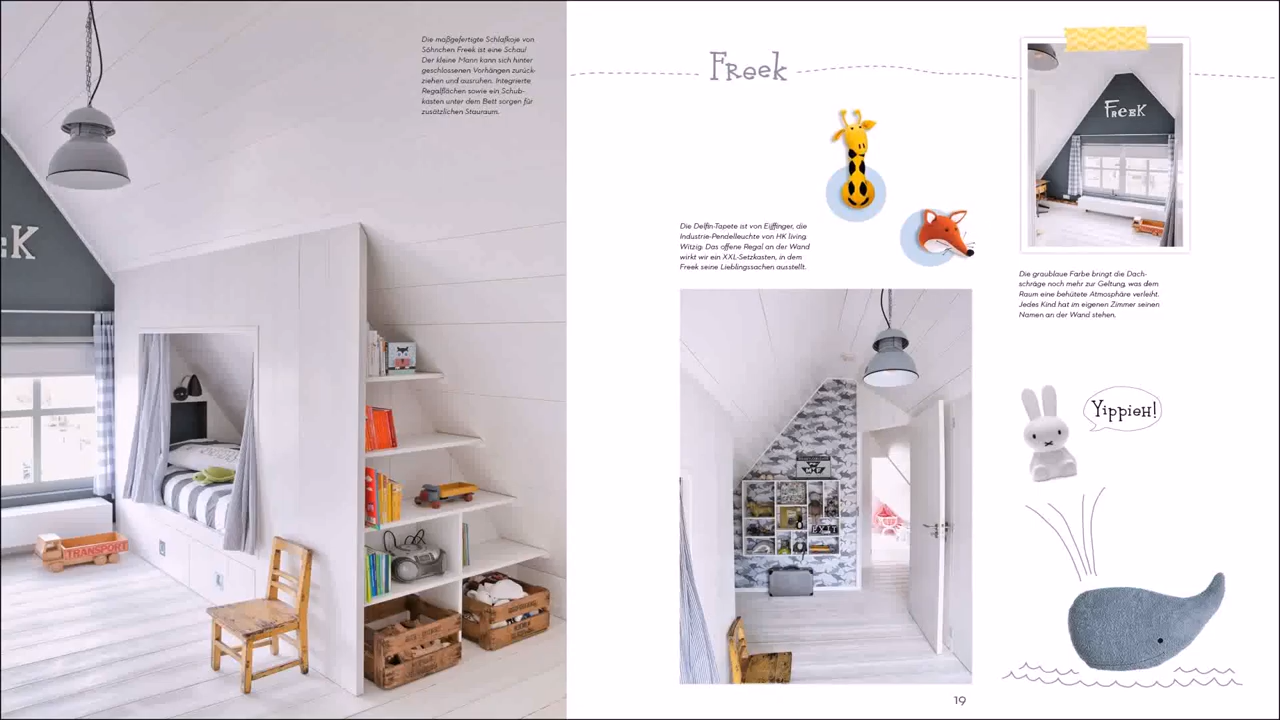 Die maßgefertigte Schlafkoje von
Söhnchen Freek ist eine Schau!
Der kleine Mann kann sich hinter
geschlossenen Vorhängen zurück-
ziehen und ausruhen. Integrierte
Regalflächen sowie ein Schub-
kasten unter dem Bett sorgen für
zusätzlichen Stauraum.
EK
TRANSPORT
Freek
Die Delfin-Tapete ist von Eijffinger, die
Industrie-Pendelleuchte von HK living.
Witzig: Das offene Regal an der Wand
wirkt wir ein XXL-Setzkasten, in dem
Freek seine Lieblingssachen ausstellt.
EXIT
FREEK
Die graublaue Farbe bringt die Dach-
schräge noch mehr zur Geltung, was dem
Raum eine behütete Atmosphäre verleiht.
Jedes Kind hat im eigenen Zimmer seinen
Namen an der Wand stehen.
Yippieh!
19